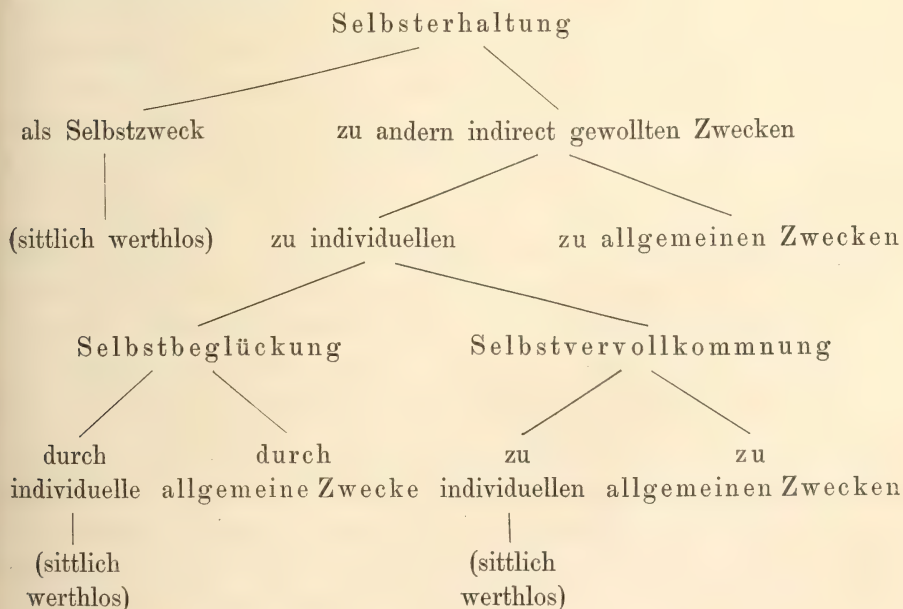 Selbsterhaltung
als Selbstzweck zu andern indirect gewollten Zwecken
(sittlich werthlos) zu individuellen zu allgemeinen Zwecken
Selbstbeglückung Selbstvervollkommnung
durch durch zu zu
individuelle allgemeine Zwecke individuellen allgemeinen Zwecken
(sittlich (sittlich
werthlos) werthlos)